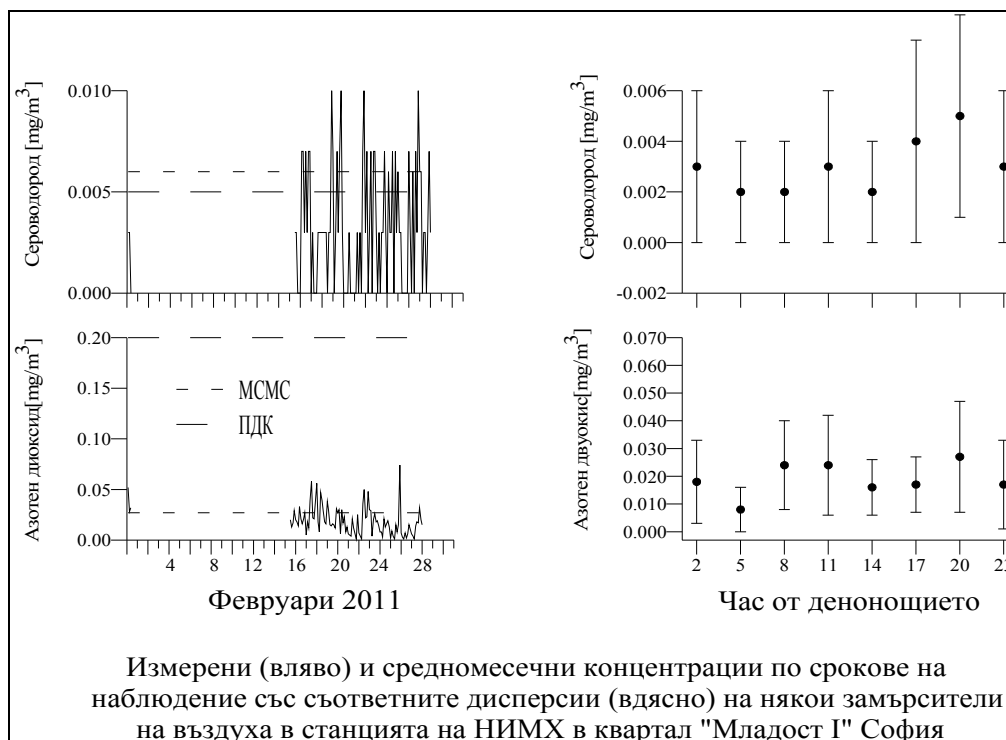 Сероводород [mg/m3]
0.010
0.005
0.000
Сероводород [mg/m3]
0.006
0.004
0.002
0.000
-0.002
Азотен диоксид[mg/m3]
0.20
0.15
0.10
0.05
0.00
МСМС
ПДК
4 8 12 16 20 24 28
Февруари 2011
Азотен двуокис[mg/m3]
0.070
0.060
0.050
0.040
0.030
0.020
0.010
0.000
2 5 8 11 14 17 20
Час от денонощието
Измерени (вляво) и средномесечни концентрации по срокове на
наблюдение със съответните дисперсии (вдясно) на някои замърсители
на въздуха в станцията на НИМХ в квартал "Младост I" София